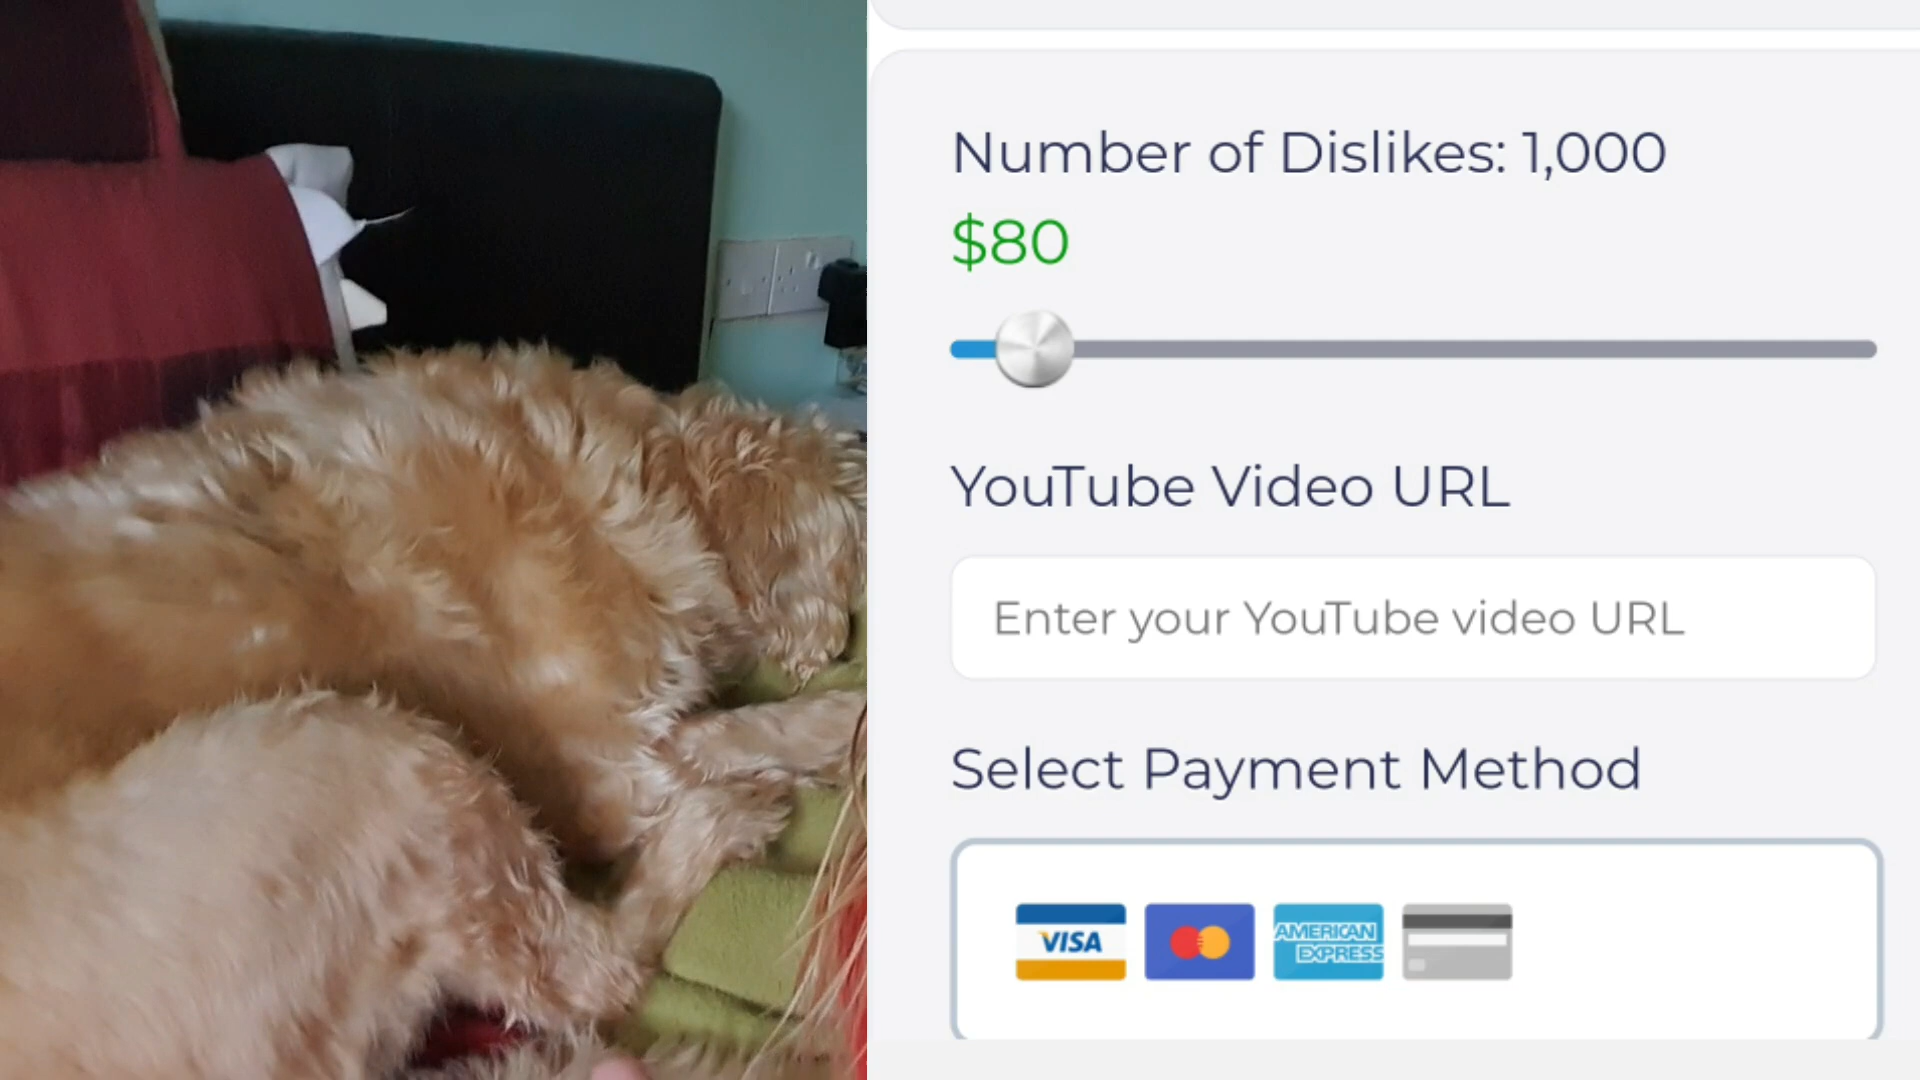 Number of Dislikes: 1,000
$80
YouTube Video URL
Enter your YouTube video URL
Select Payment Method
VISA
AMERICAN
EXPRESS